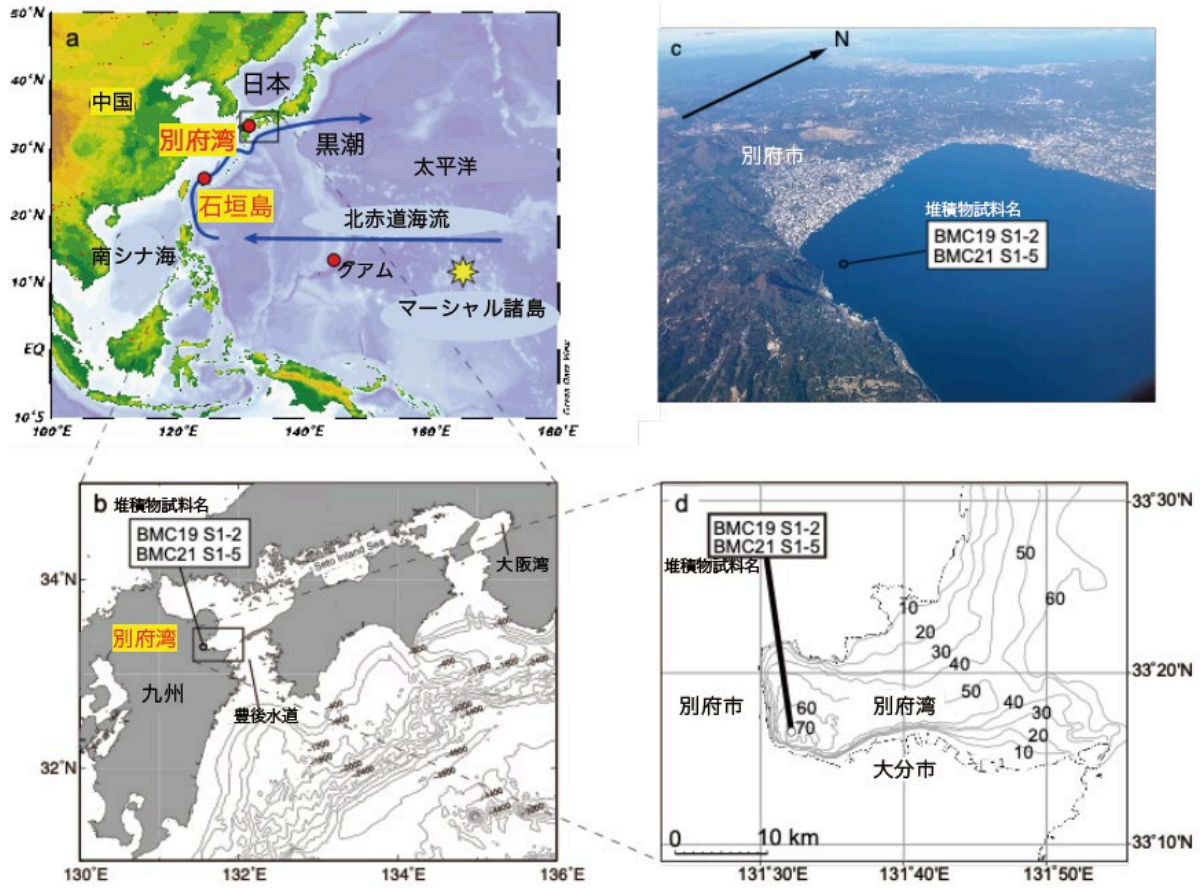 50°N
a
日本
40°N
中国
別府湾
黒潮
30°N
太平洋
石垣島
20°N
北赤道海流
南シナ海
10°N
グアム
マーシャル諸島
EQ
10°S
100°E
120°E
140°E
160°E
180°E
Ocean Data View
c
N
別府市
堆積物試料名
BMC19 S1-2
BMC21 S1-5
b
堆積物試料名
BMC19 S1-2
BMC21 S1-5
Seto Inland Sea
大阪湾
34°N
別府湾
九州
豊後水道
32°N
130°E
132°E
134°E
136°E
d
BMC19 S1-2
BMC21 S1-5
堆積物試料名
33°30'N
50
60
10
20
30
40
33°20'N
別府市
60
70
別府湾
50
40
30
20
10
大分市
0
10 km
33°10'N
131°30'E
131°40'E
131°50'E